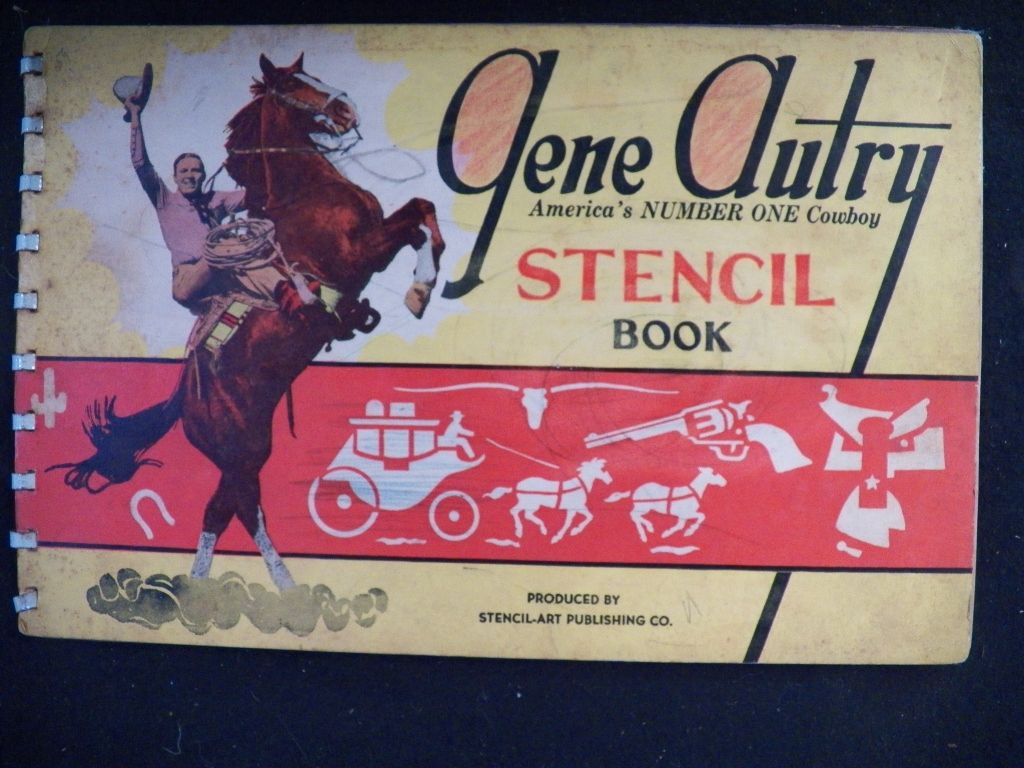 Gene Autry
America's NUMBER ONE Cowboy
STENCIL
BOOK
PRODUCED BY
STENCIL-ART PUBLISHING CO.